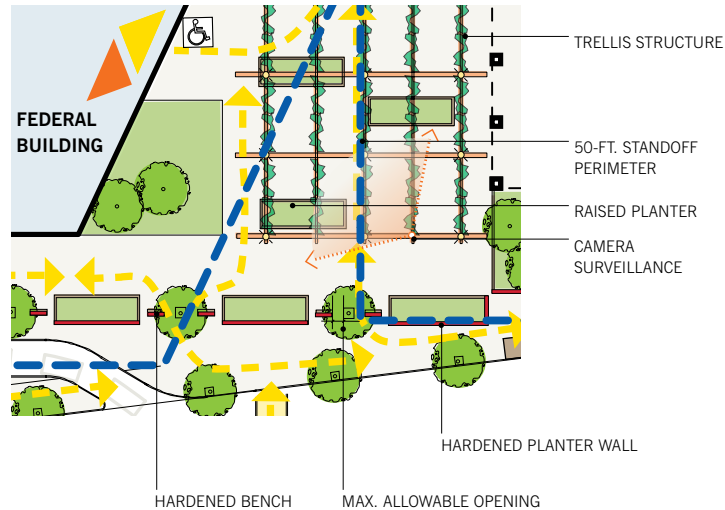 TRELLIS STRUCTURE
FEDERAL
BUILDING
50-FT. STANDOFF
PERIMETER
RAISED PLANTER
CAMERA
SURVEILLANCE
HARDENED PLANTER WALL
HARDENED BENCH
MAX. ALLOWABLE OPENING